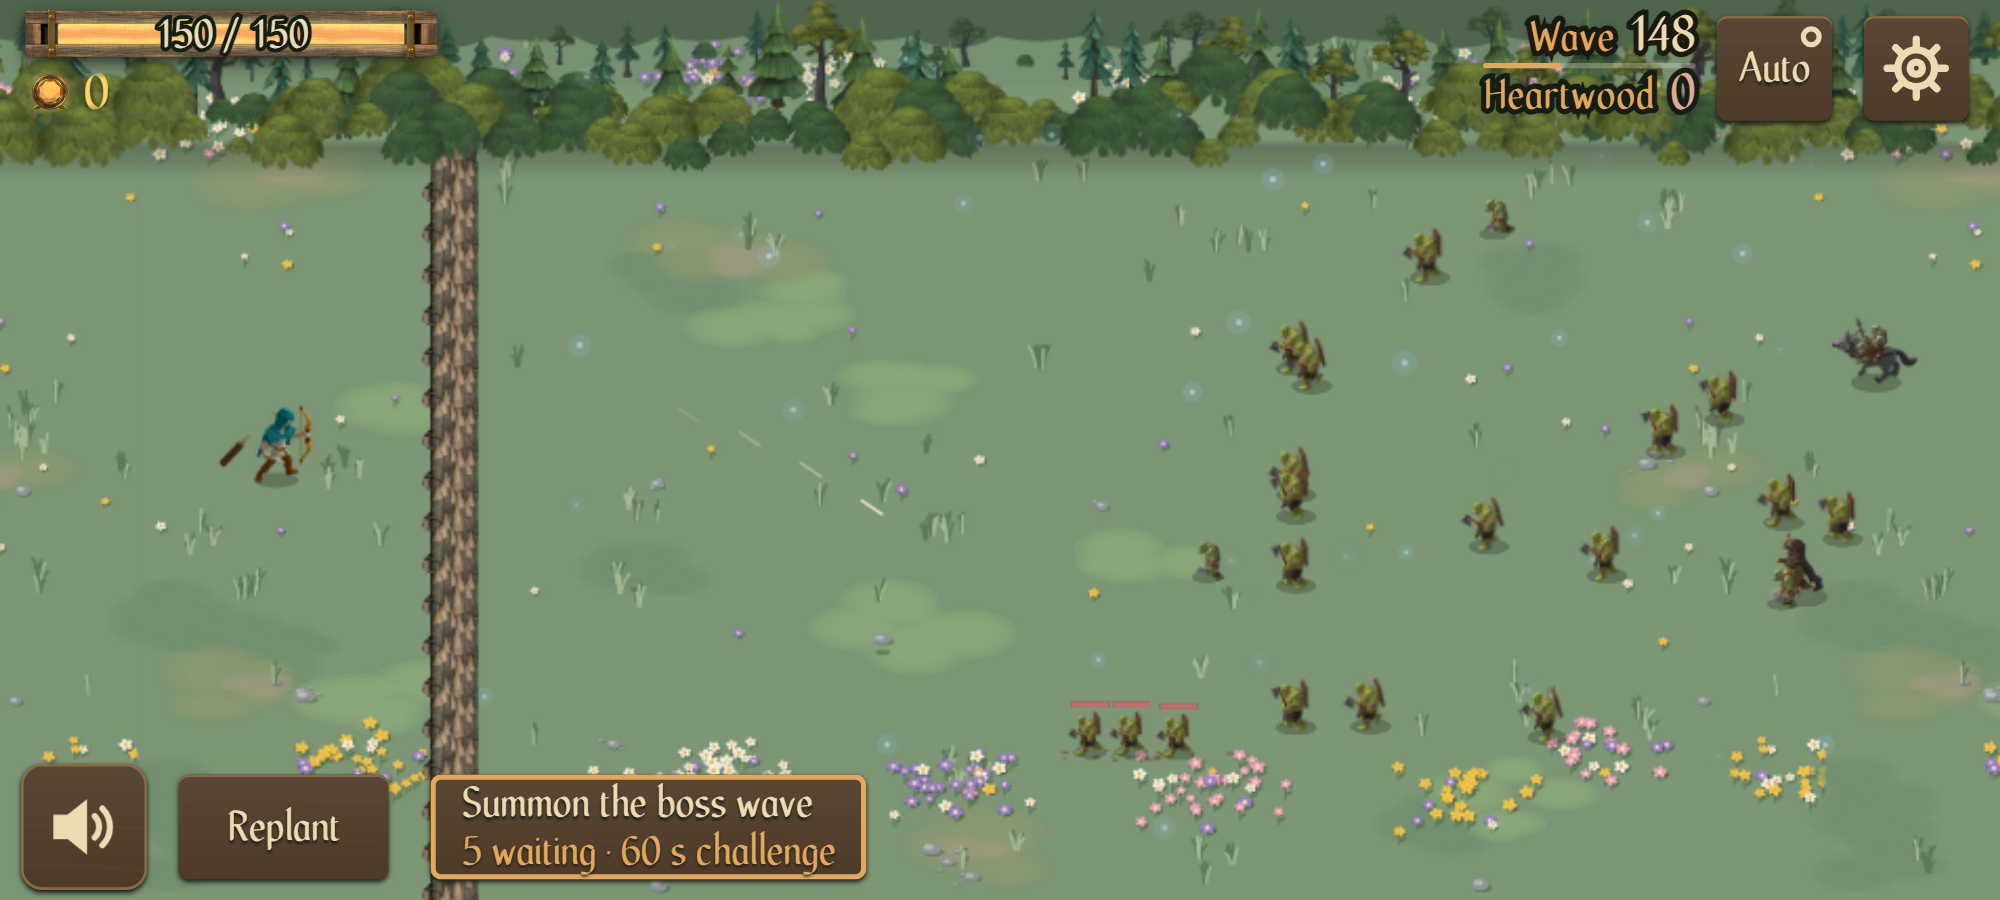 150 / 150
0
Wave 148
Heartwood 0
Auto
Replant
Summon the boss wave
5 waiting · 60 s challenge